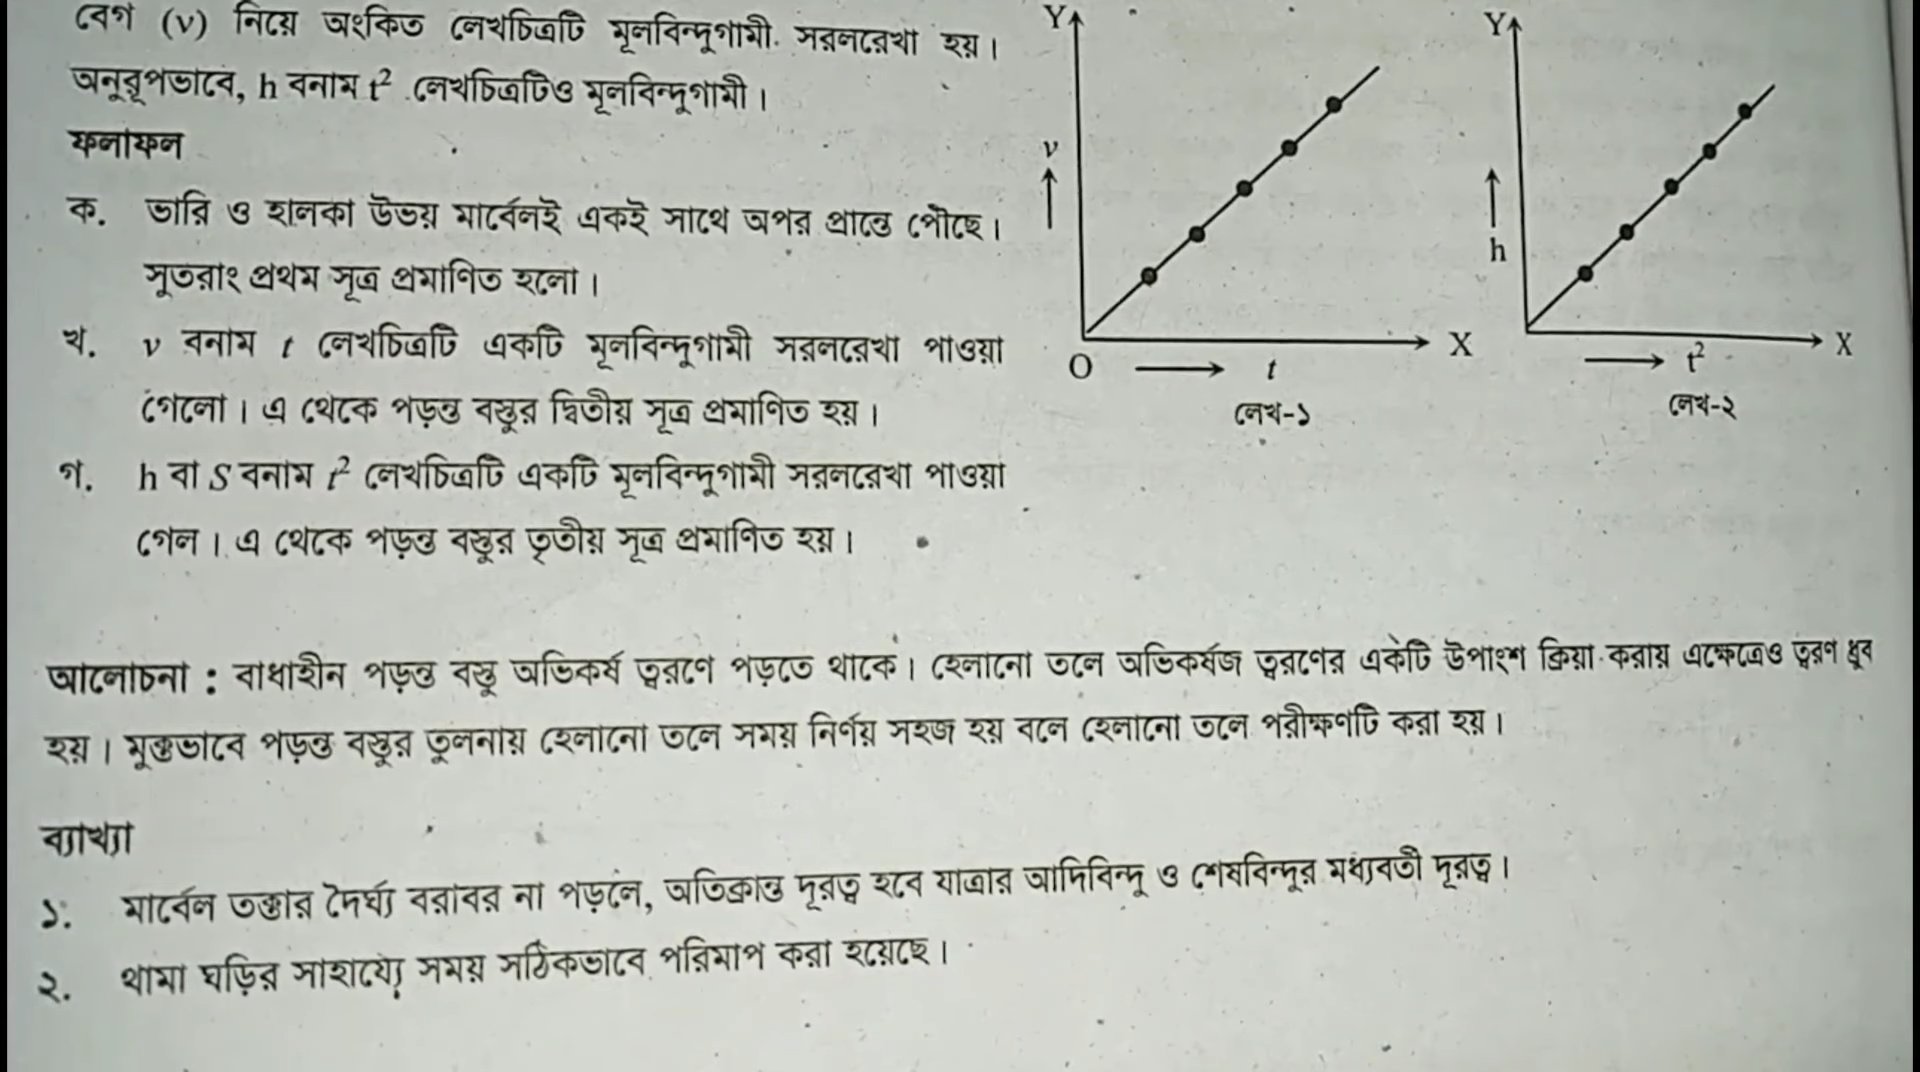 বেগ (v) নিয়ে অংকিত লেখচিত্রটি মূলবিন্দুগামী সরলরেখা হয়।
অনুরূপভাবে, h বনাম t² লেখচিত্রটিও মূলবিন্দুগামী।
ফলাফল
ক. ভারি ও হালকা উভয় মার্বেলই একই সাথে অপর প্রান্তে পৌঁছে।
সুতরাং প্রথম সূত্র প্রমাণিত হলো।
খ. v বনাম t লেখচিত্রটি একটি মূলবিন্দুগামী সরলরেখা পাওয়া
গেলো। এ থেকে পড়ন্ত বস্তুর দ্বিতীয় সূত্র প্রমাণিত হয়।
গ. h বা S বনাম t² লেখচিত্রটি একটি মূলবিন্দুগামী সরলরেখা পাওয়া
গেল। এ থেকে পড়ন্ত বস্তুর তৃতীয় সূত্র প্রমাণিত হয়।
Y
v
O
t
X
লেখ-১
Y
h
t²
X
লেখ-২
আলোচনা : বাধাহীন পড়ন্ত বস্তু অভিকর্ষ ত্বরণে পড়তে থাকে। হেলানো তলে অভিকর্ষজ ত্বরণের একেটি উপাংশ ক্রিয়া করায় এক্ষেত্রেও ত্বরণ ধ্রুব
হয়। মুক্তভাবে পড়ন্ত বস্তুর তুলনায় হেলানো তলে সময় নির্ণয় সহজ হয় বলে হেলানো তলে পরীক্ষণটি করা হয়।
ব্যাখ্যা
১. মার্বেল তক্তার দৈর্ঘ্য বরাবর না পড়লে, অতিক্রান্ত দূরত্ব হবে যাত্রার আদিবিন্দু ও শেষবিন্দুর মধ্যবর্তী দূরত্ব।
২. থামা ঘড়ির সাহায্যে সময় সঠিকভাবে পরিমাপ করা হয়েছে।